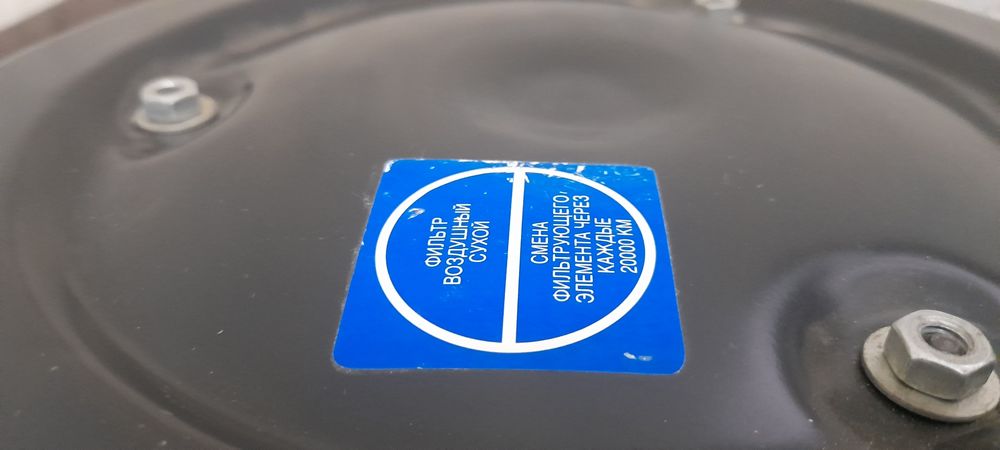 ФИЛЬТР
ВОЗДУШНЫЙ
СУХОЙ
СМЕНА
ФИЛЬТРУЮЩЕГО
ЭЛЕМЕНТА ЧЕРЕЗ
КАЖДЫЕ
20000 КМ